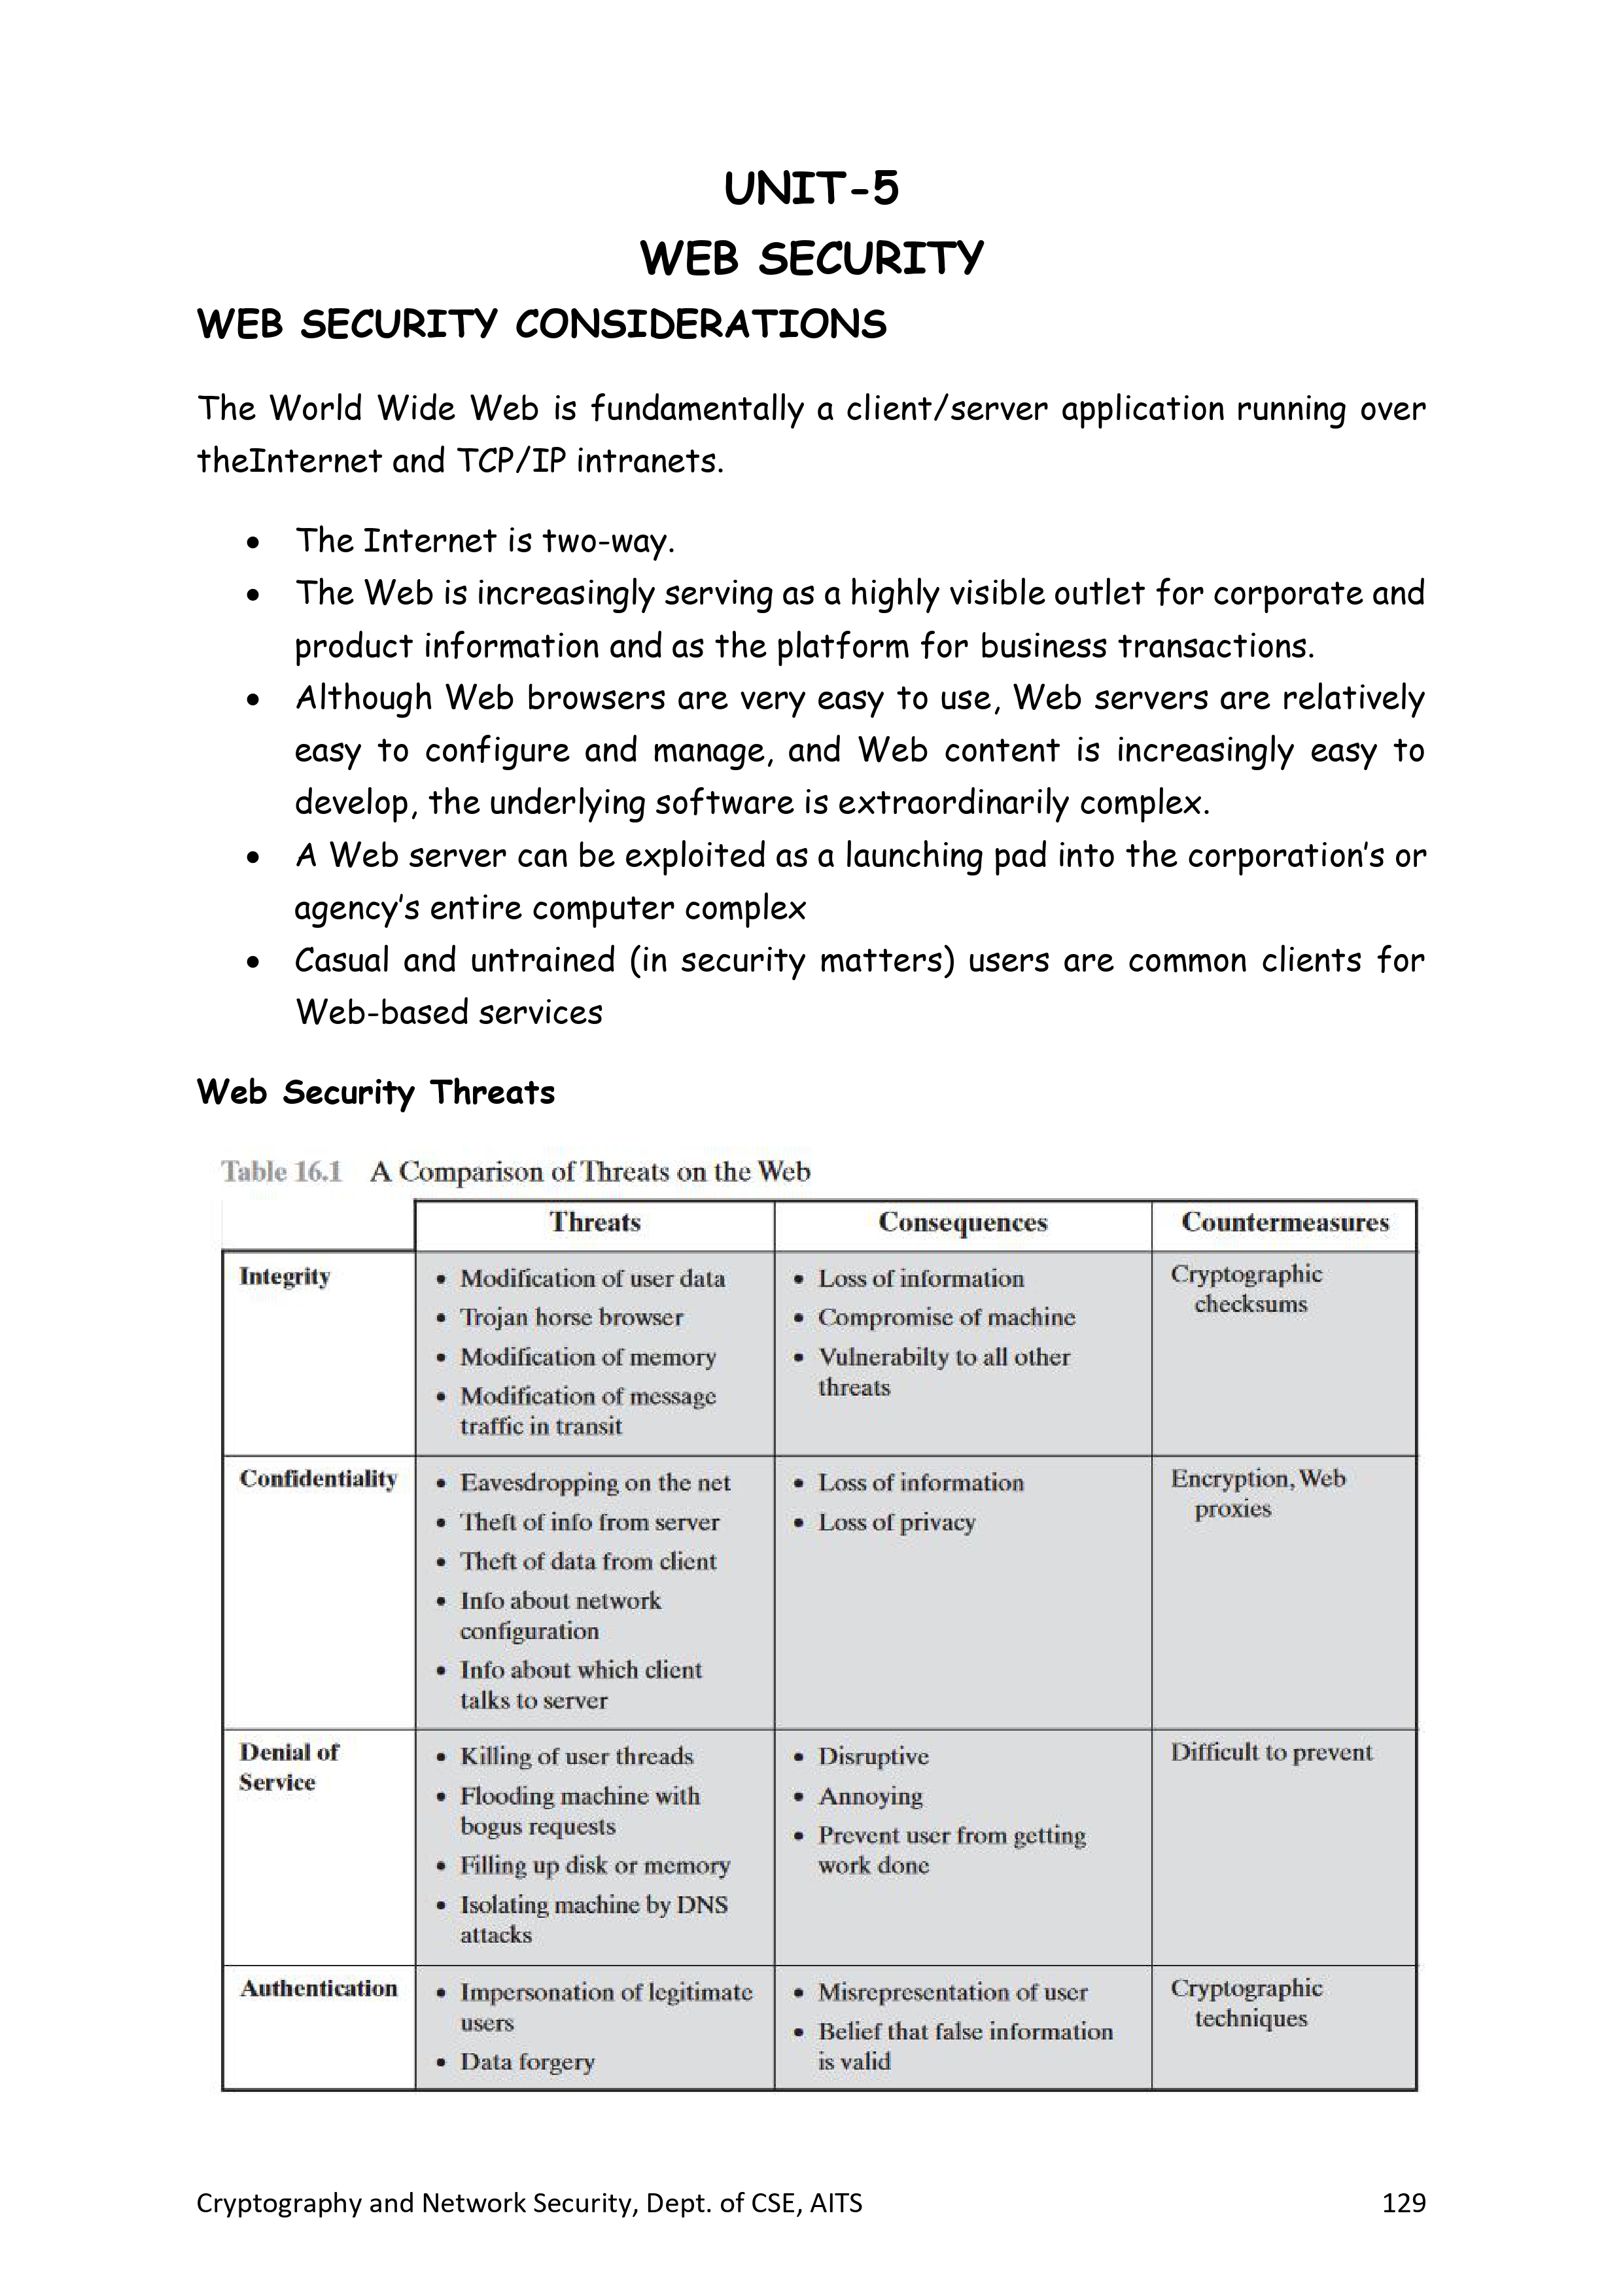 UNIT-5
WEB SECURITY
WEB SECURITY CONSIDERATIONS
The World Wide Web is fundamentally a client/server application running over
theInternet and TCP/IP intranets.
• The Internet is two-way.
• The Web is increasingly serving as a highly visible outlet for corporate and
product information and as the platform for business transactions.
• Although Web browsers are very easy to use, Web servers are relatively
easy to configure and manage, and Web content is increasingly easy to
develop, the underlying software is extraordinarily complex.
• A Web server can be exploited as a launching pad into the corporation's or
agency's entire computer complex
• Casual and untrained (in security matters) users are common clients for
Web-based services
Web Security Threats
Table 16.1 A Comparison of Threats on the Web
Threats Consequences Countermeasures
Integrity
• Modification of user data
• Trojan horse browser
• Modification of memory
• Modification of message
traffic in transit
• Loss of information
• Compromise of machine
• Vulnerabilty to all other
threats
Cryptographic
checksums
Confidentiality
• Eavesdropping on the net
• Theft of info from server
• Theft of data from client
• Info about network
configuration
• Info about which client
talks to server
• Loss of information
• Loss of privacy
Encryption, Web
proxies
Denial of
Service
• Killing of user threads
• Flooding machine with
bogus requests
• Filling up disk or memory
• Isolating machine by DNS
attacks
• Disruptive
• Annoying
• Prevent user from getting
work done
Difficult to prevent
Authentication
• Impersonation of legitimate
users
• Data forgery
• Misrepresentation of user
• Belief that false information
is valid
Cryptographic
techniques
Cryptography and Network Security, Dept. of CSE, AITS 129